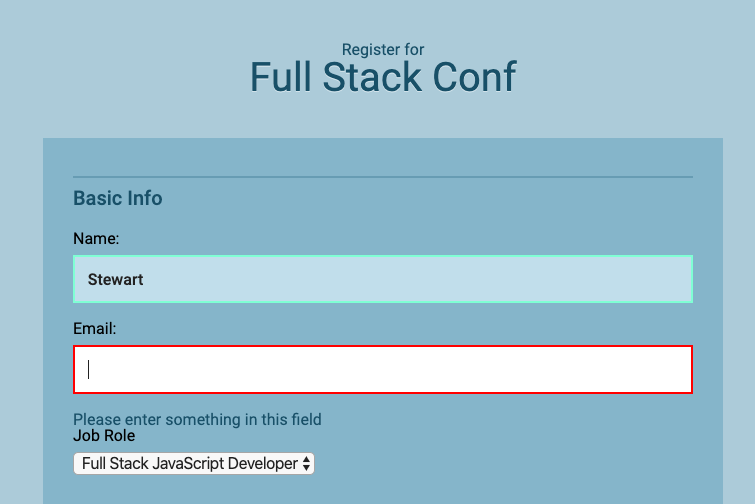 Register for
Full Stack Conf
Basic Info
Name:
Stewart
Email:
Please enter something in this field
Job Role
Full Stack JavaScript Developer